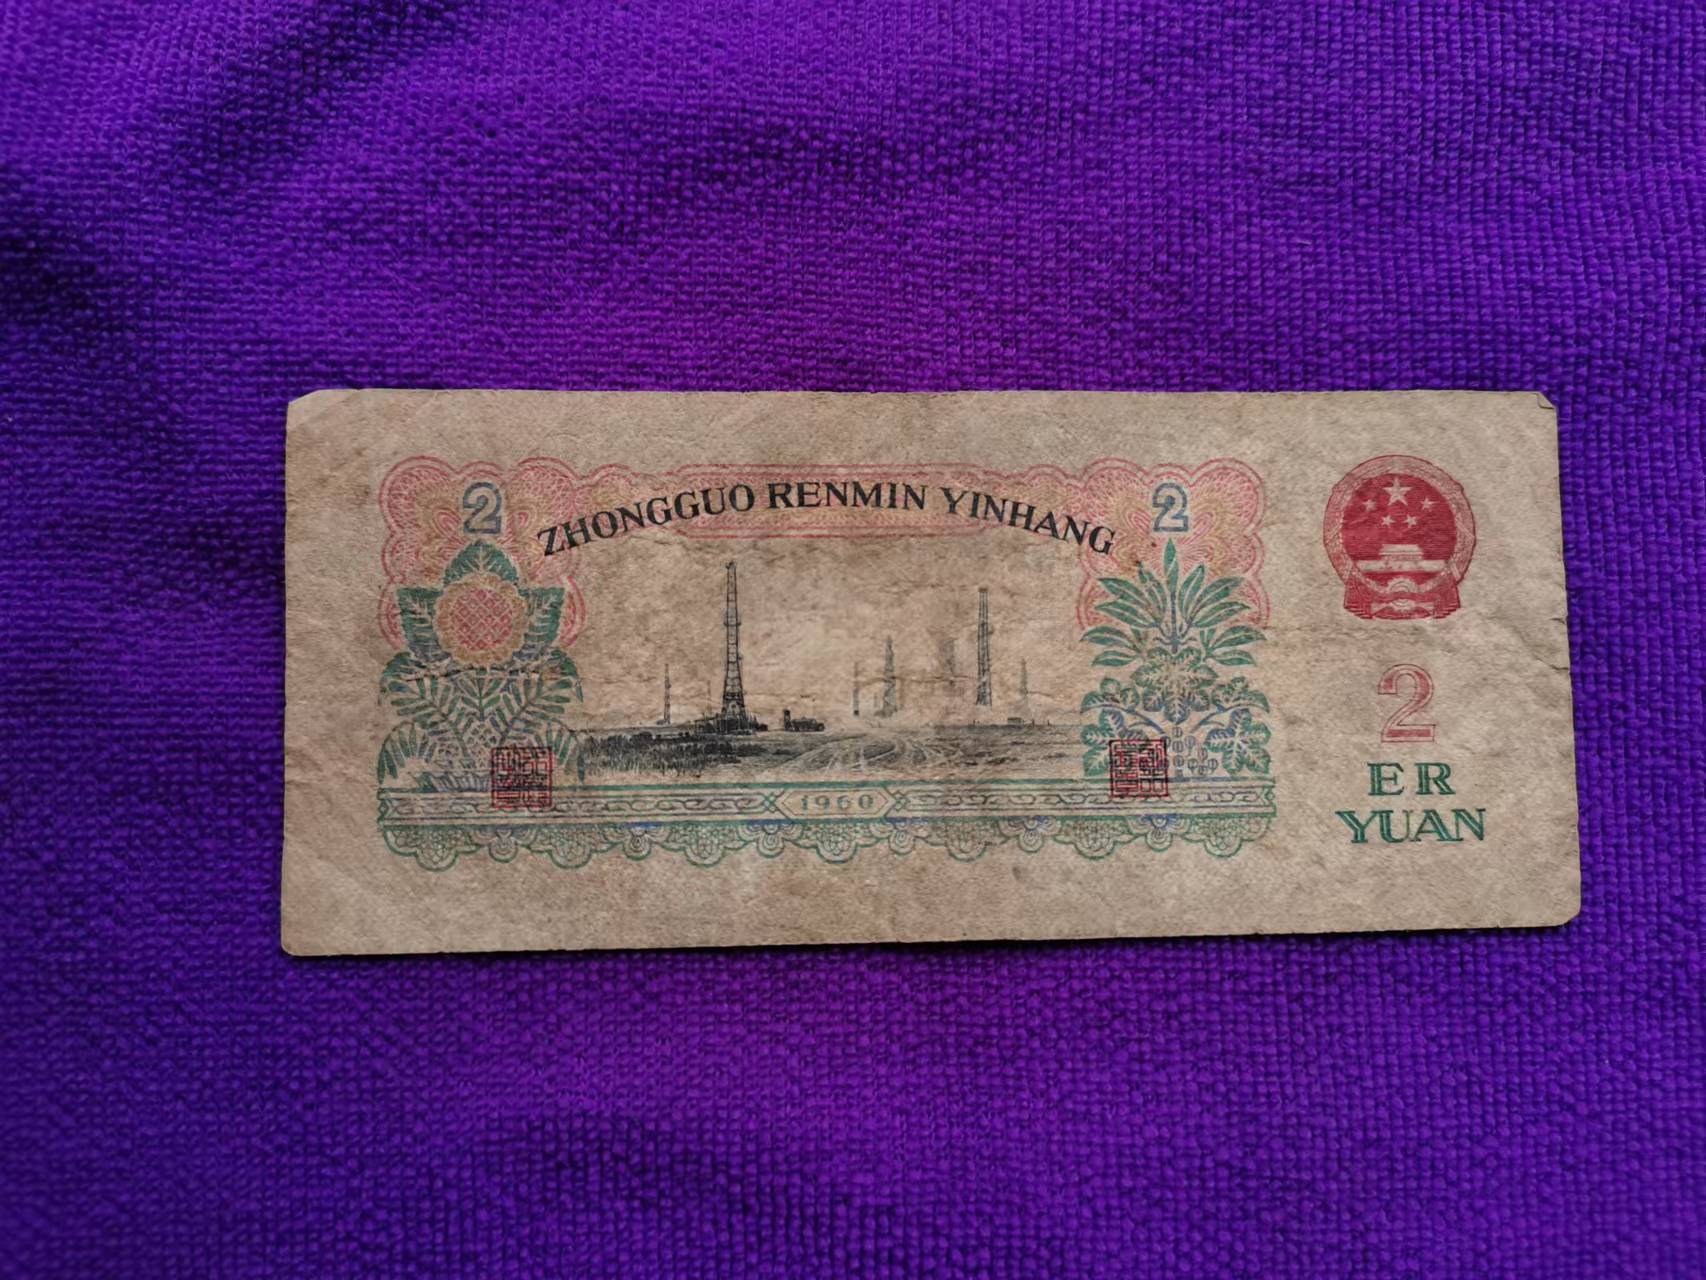 2
ZHONGGUO RENMIN YINHANG
2
1960
2
ER
YUAN